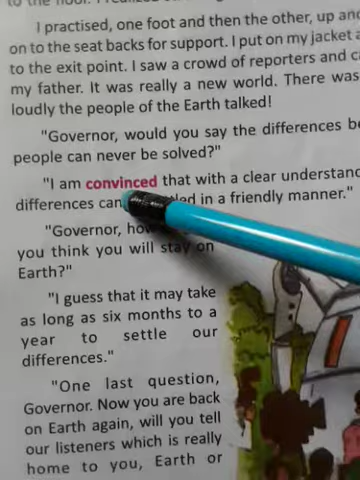 to the floor. I
I practised, one foot and then the other, up and
on to the seat backs for support. I put on my jacket
to the exit point. I saw a crowd of reporters and
my father. It was really a new world. There was
loudly the people of the Earth talked!
"Governor, would you say the differences
people can never be solved?"
"I am convinced that with a clear
differences can in a friendly manner."
"Governor, how
you think you will stay on
Earth?"
"I guess that it may take
as long as six months to a
year to settle our
differences."
"One last question,
Governor. Now you are back
on Earth again, will you tell
our listeners which is really
home to you, Earth or